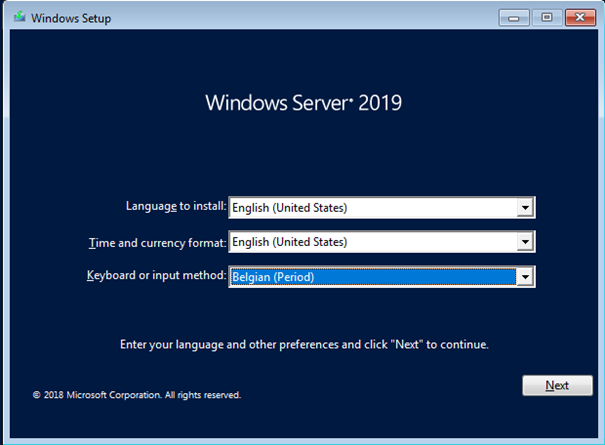 Windows Setup
Windows Server® 2019
Language to install: English (United States)
Time and currency format: English (United States)
Keyboard or input method: Belgian (Period)
Enter your language and other preferences and click "Next" to continue.
Next
© 2018 Microsoft Corporation. All rights reserved.